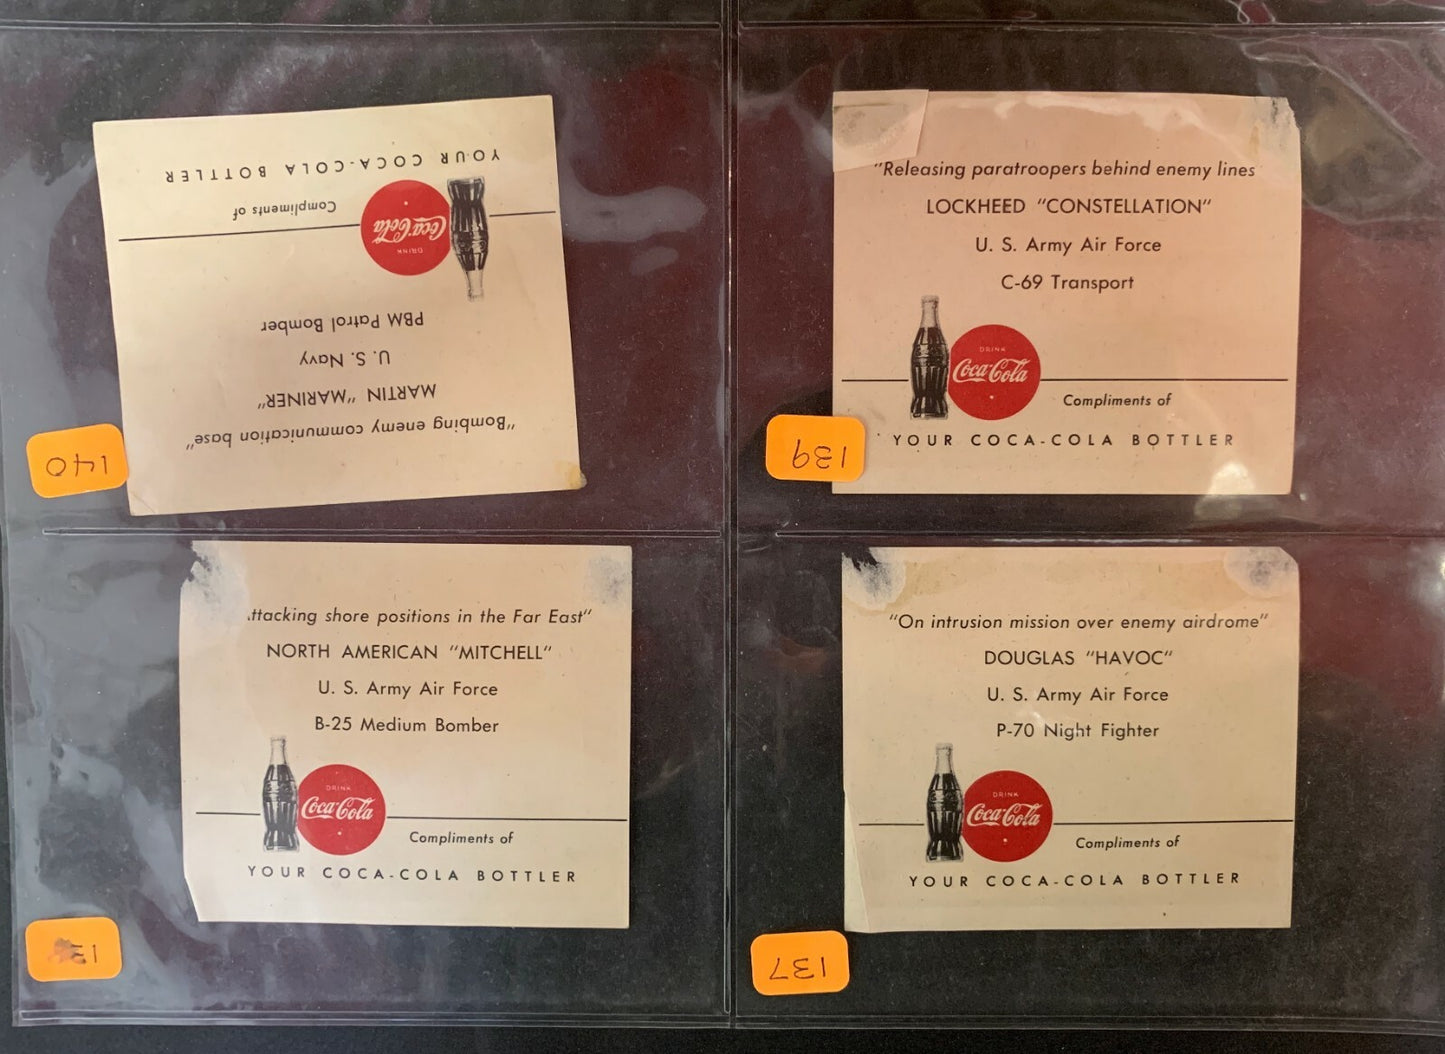 "Bombing enemy communication base"
MARTIN "MARINER"
U. S. Navy
PBM Patrol Bomber
DRINK
Coca-Cola
Compliments of
YOUR COCA-COLA BOTTLER
140
"Releasing paratroopers behind enemy lines
LOCKHEED "CONSTELLATION"
U. S. Army Air Force
C-69 Transport
DRINK
Coca-Cola
Compliments of
YOUR COCA-COLA BOTTLER
139
ttacking shore positions in the Far East"
NORTH AMERICAN "MITCHELL"
U. S. Army Air Force
B-25 Medium Bomber
DRINK
Coca-Cola
Compliments of
YOUR COCA-COLA BOTTLER
"On intrusion mission over enemy airdrome"
DOUGLAS "HAVOC"
U. S. Army Air Force
P-70 Night Fighter
DRINK
Coca-Cola
Compliments of
YOUR COCA-COLA BOTTLER
137